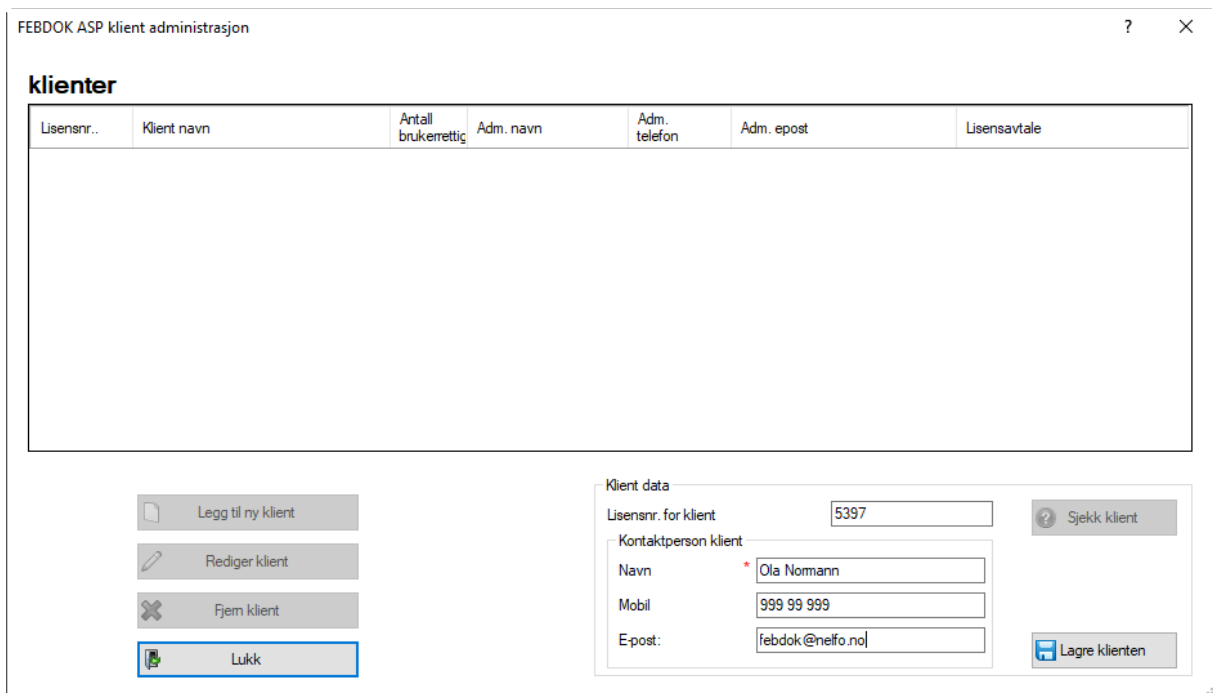 FEBDOK ASP klient administrasjon ?
klienter
Lisensnr.. Klient navn Antall brukerrettig Adm. navn Adm. telefon Adm. epost Lisensavtale
Klient data
Legg til ny klient
Lisensnr. for klient 5397
Sjekk klient
Kontaktperson klient
Rediger klient
Navn * Ola Normann
Fjern klient
Mobil 999 99 999
E-post: febdok@nelfo.no
Lukk
Lagre klienten